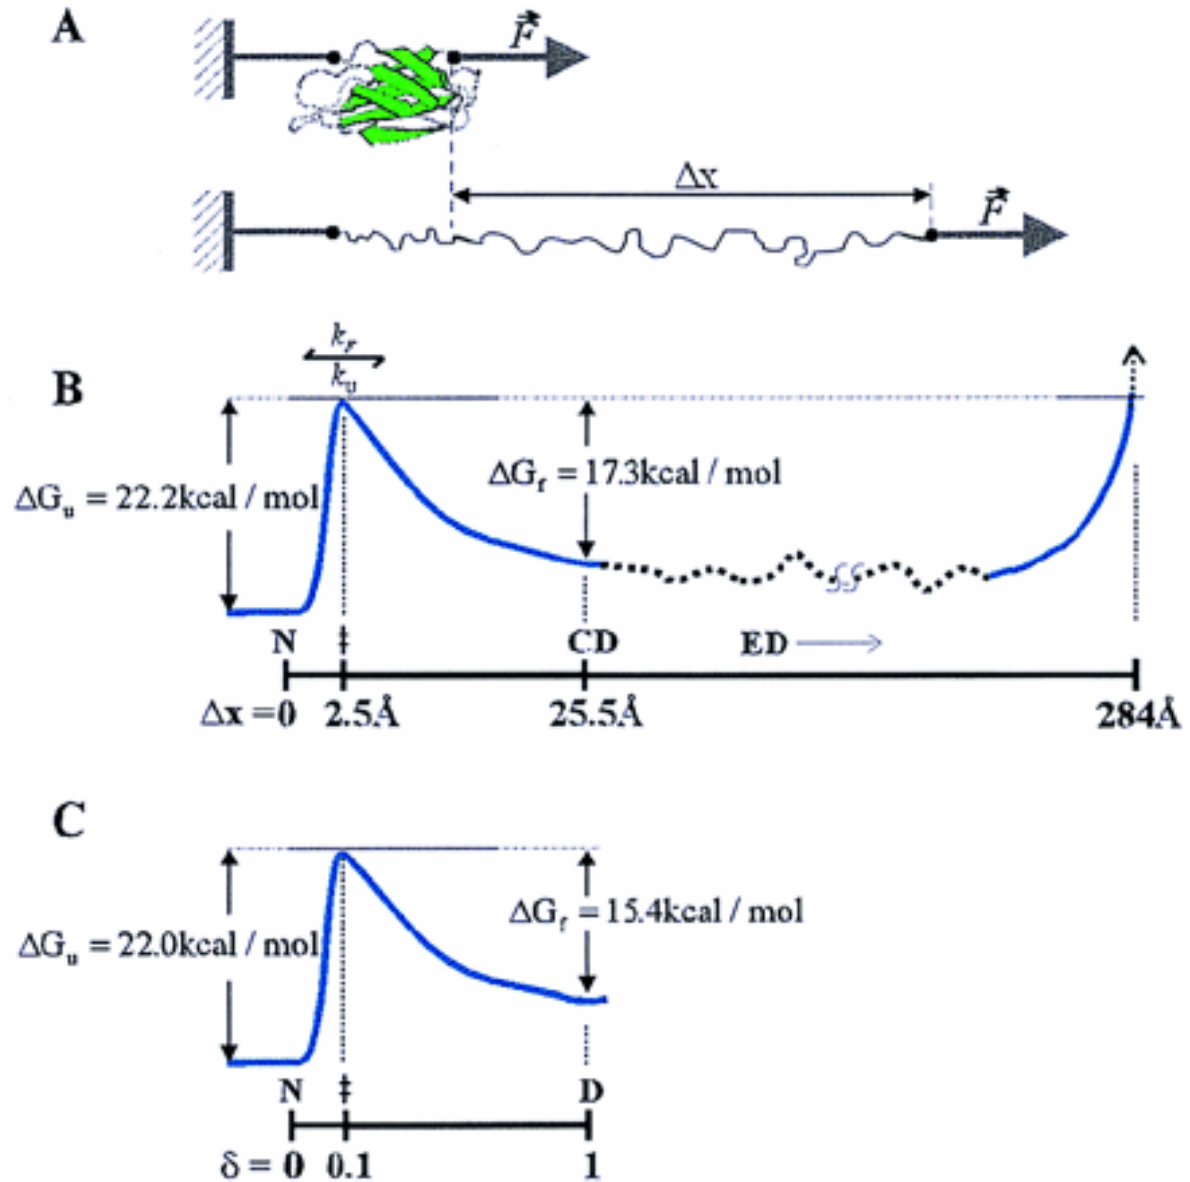 A
F
Δx
F
k_r
k_u
B
ΔG_u = 22.2kcal / mol
ΔG_f = 17.3kcal / mol
N ‡ CD ED
Δx =0 2.5Å 25.5Å 284Å
C
ΔG_u = 22.0kcal / mol
ΔG_f = 15.4kcal / mol
N ‡ D
δ = 0 0.1 1